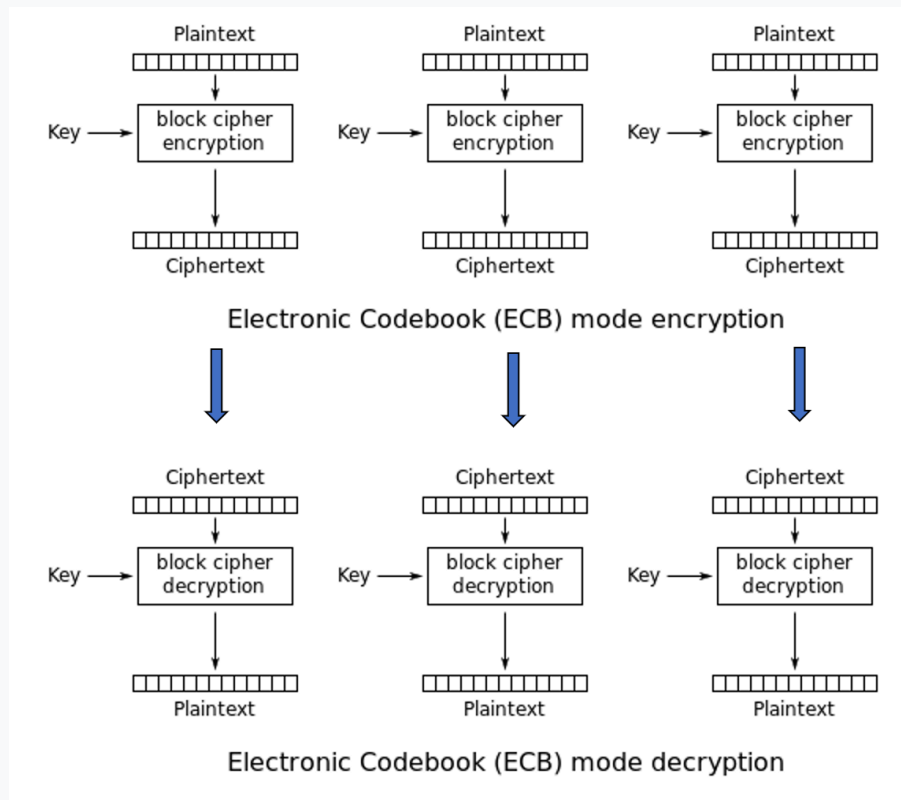 Plaintext Plaintext Plaintext
Key block cipher Key block cipher Key block cipher
encryption encryption encryption
Ciphertext Ciphertext Ciphertext
Electronic Codebook (ECB) mode encryption
Ciphertext Ciphertext Ciphertext
Key block cipher Key block cipher Key block cipher
decryption decryption decryption
Plaintext Plaintext Plaintext
Electronic Codebook (ECB) mode decryption